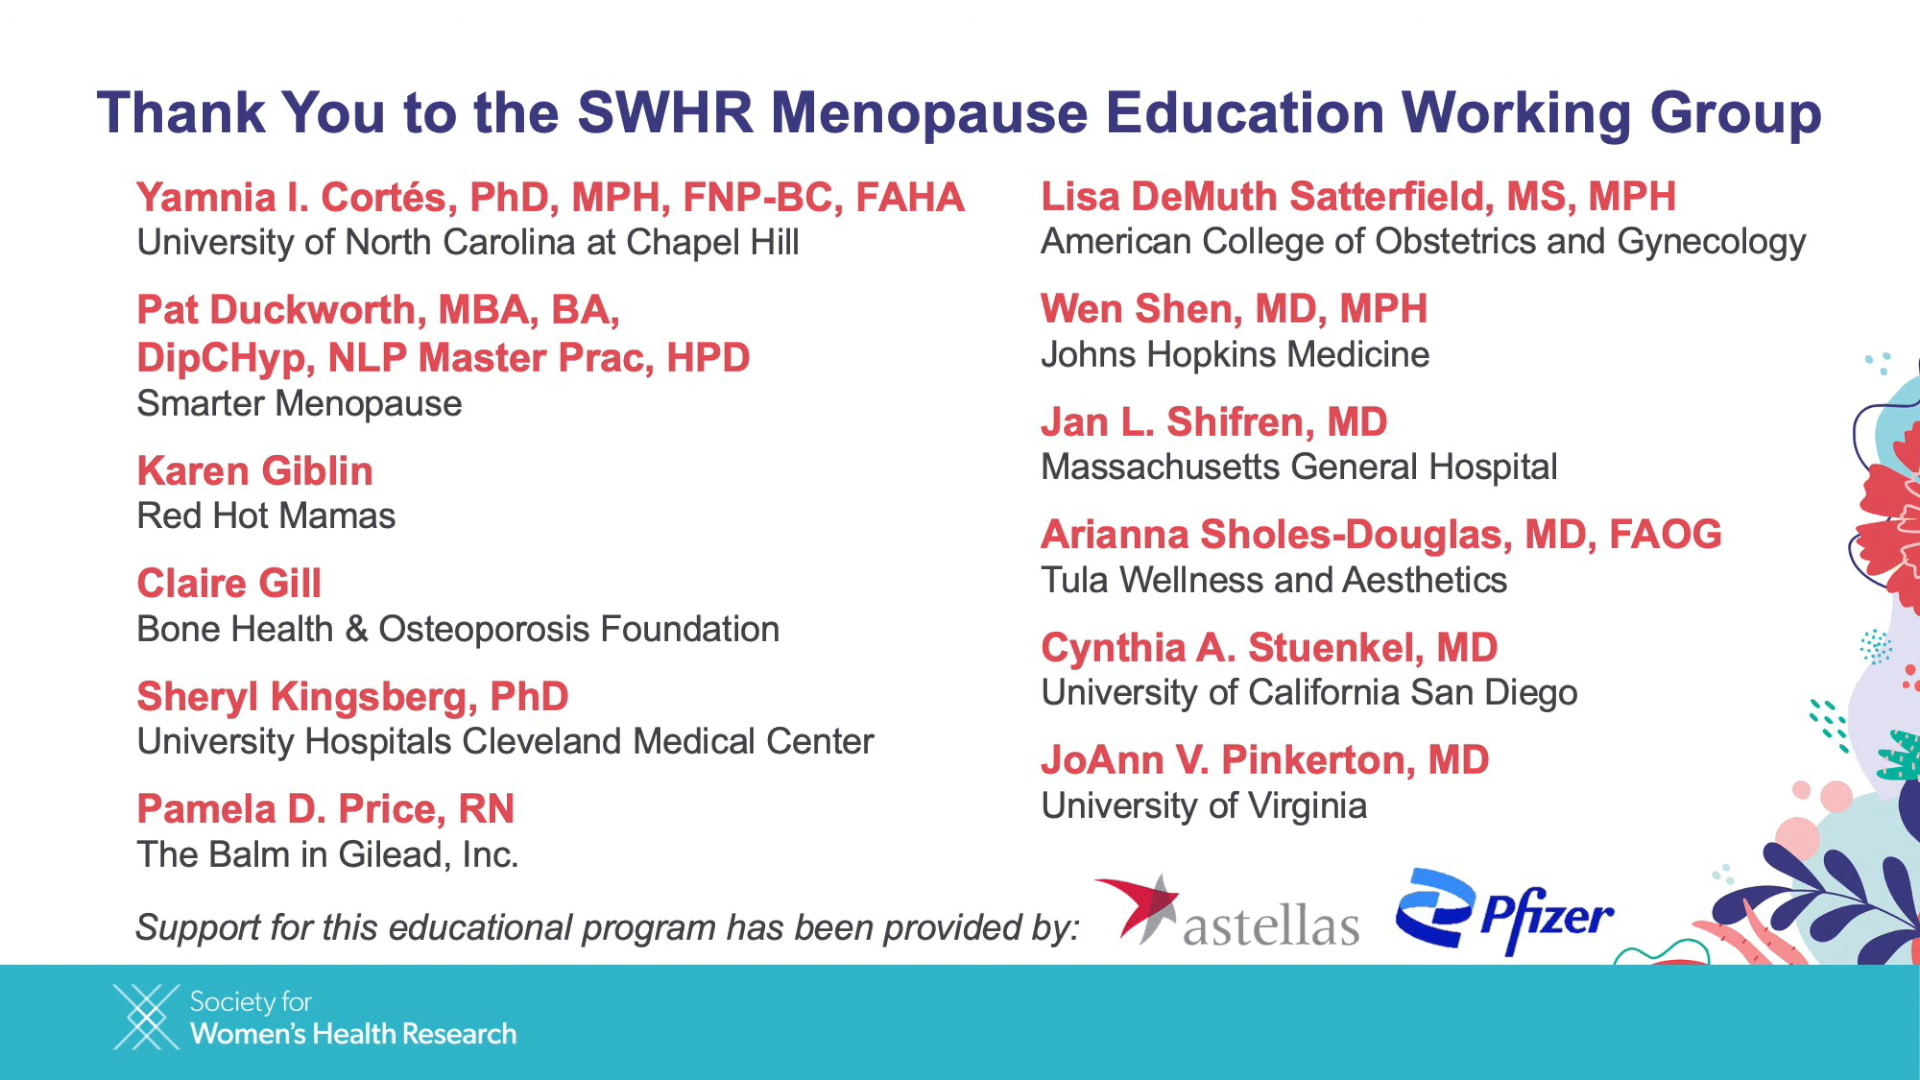 Thank You to the SWHR Menopause Education Working Group
Yamnia I. Cortés, PhD, MPH, FNP-BC, FAHA
University of North Carolina at Chapel Hill
Pat Duckworth, MBA, BA,
DipCHyp, NLP Master Prac, HPD
Smarter Menopause
Karen Giblin
Red Hot Mamas
Claire Gill
Bone Health & Osteoporosis Foundation
Sheryl Kingsberg, PhD
University Hospitals Cleveland Medical Center
Pamela D. Price, RN
The Balm in Gilead, Inc.
Lisa DeMuth Satterfield, MS, MPH
American College of Obstetrics and Gynecology
Wen Shen, MD, MPH
Johns Hopkins Medicine
Jan L. Shifren, MD
Massachusetts General Hospital
Arianna Sholes-Douglas, MD, FAOG
Tula Wellness and Aesthetics
Cynthia A. Stuenkel, MD
University of California San Diego
JoAnn V. Pinkerton, MD
University of Virginia
Support for this educational program has been provided by:
astellas
Pfizer
Society for
Women's Health Research